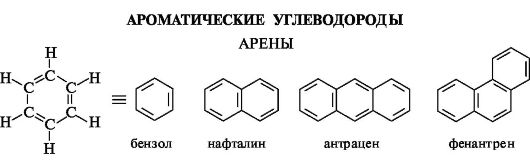 АРОМАТИЧЕСКИЕ УГЛЕВОДОРОДЫ
АРЕНЫ
H
H H
C
C C
≡
C C
C
H H
H
бензол нафталин антрацен фенантрен